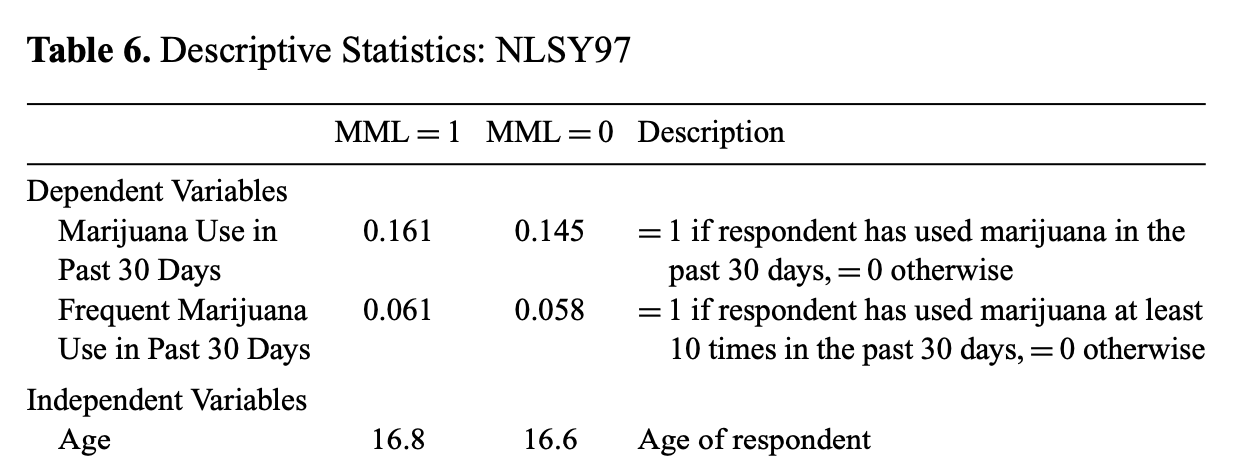 Table 6. Descriptive Statistics: NLSY97
MML = 1 MML = 0 Description
Dependent Variables
Marijuana Use in 0.161 0.145 = 1 if respondent has used marijuana in the
Past 30 Days past 30 days, = 0 otherwise
Frequent Marijuana 0.061 0.058 = 1 if respondent has used marijuana at least
Use in Past 30 Days 10 times in the past 30 days, = 0 otherwise
Independent Variables
Age 16.8 16.6 Age of respondent